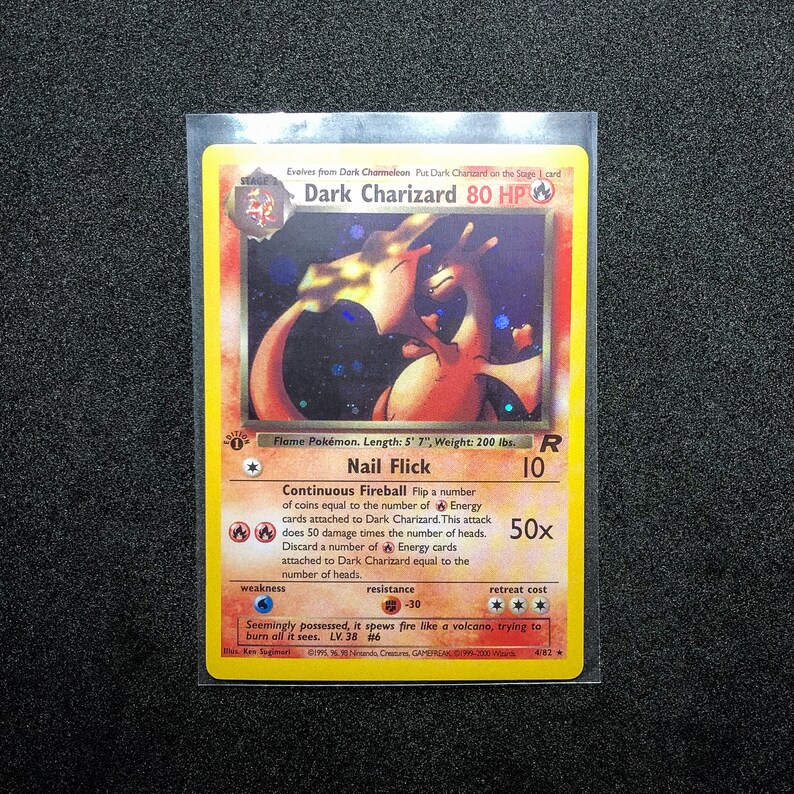 Evolves from Dark Charmeleon Put Dark Charizard on the Stage 1 card
STAGE 2
Dark Charizard 80 HP
EDITION
1
Flame Pokémon. Length: 5' 7", Weight: 200 lbs.
R
Nail Flick 10
Continuous Fireball Flip a number
of coins equal to the number of Energy
cards attached to Dark Charizard. This attack
does 50 damage times the number of heads.
50x
Discard a number of Energy cards
attached to Dark Charizard equal to the
number of heads.
weakness resistance retreat cost
-30
Seemingly possessed, it spews fire like a volcano, trying to
burn all it sees. LV. 38 #6
Illus. Ken Sugimori ©1995, 96, 98 Nintendo, Creatures, GAMEFREAK. ©1999-2000 Wizards. 4/82 ★